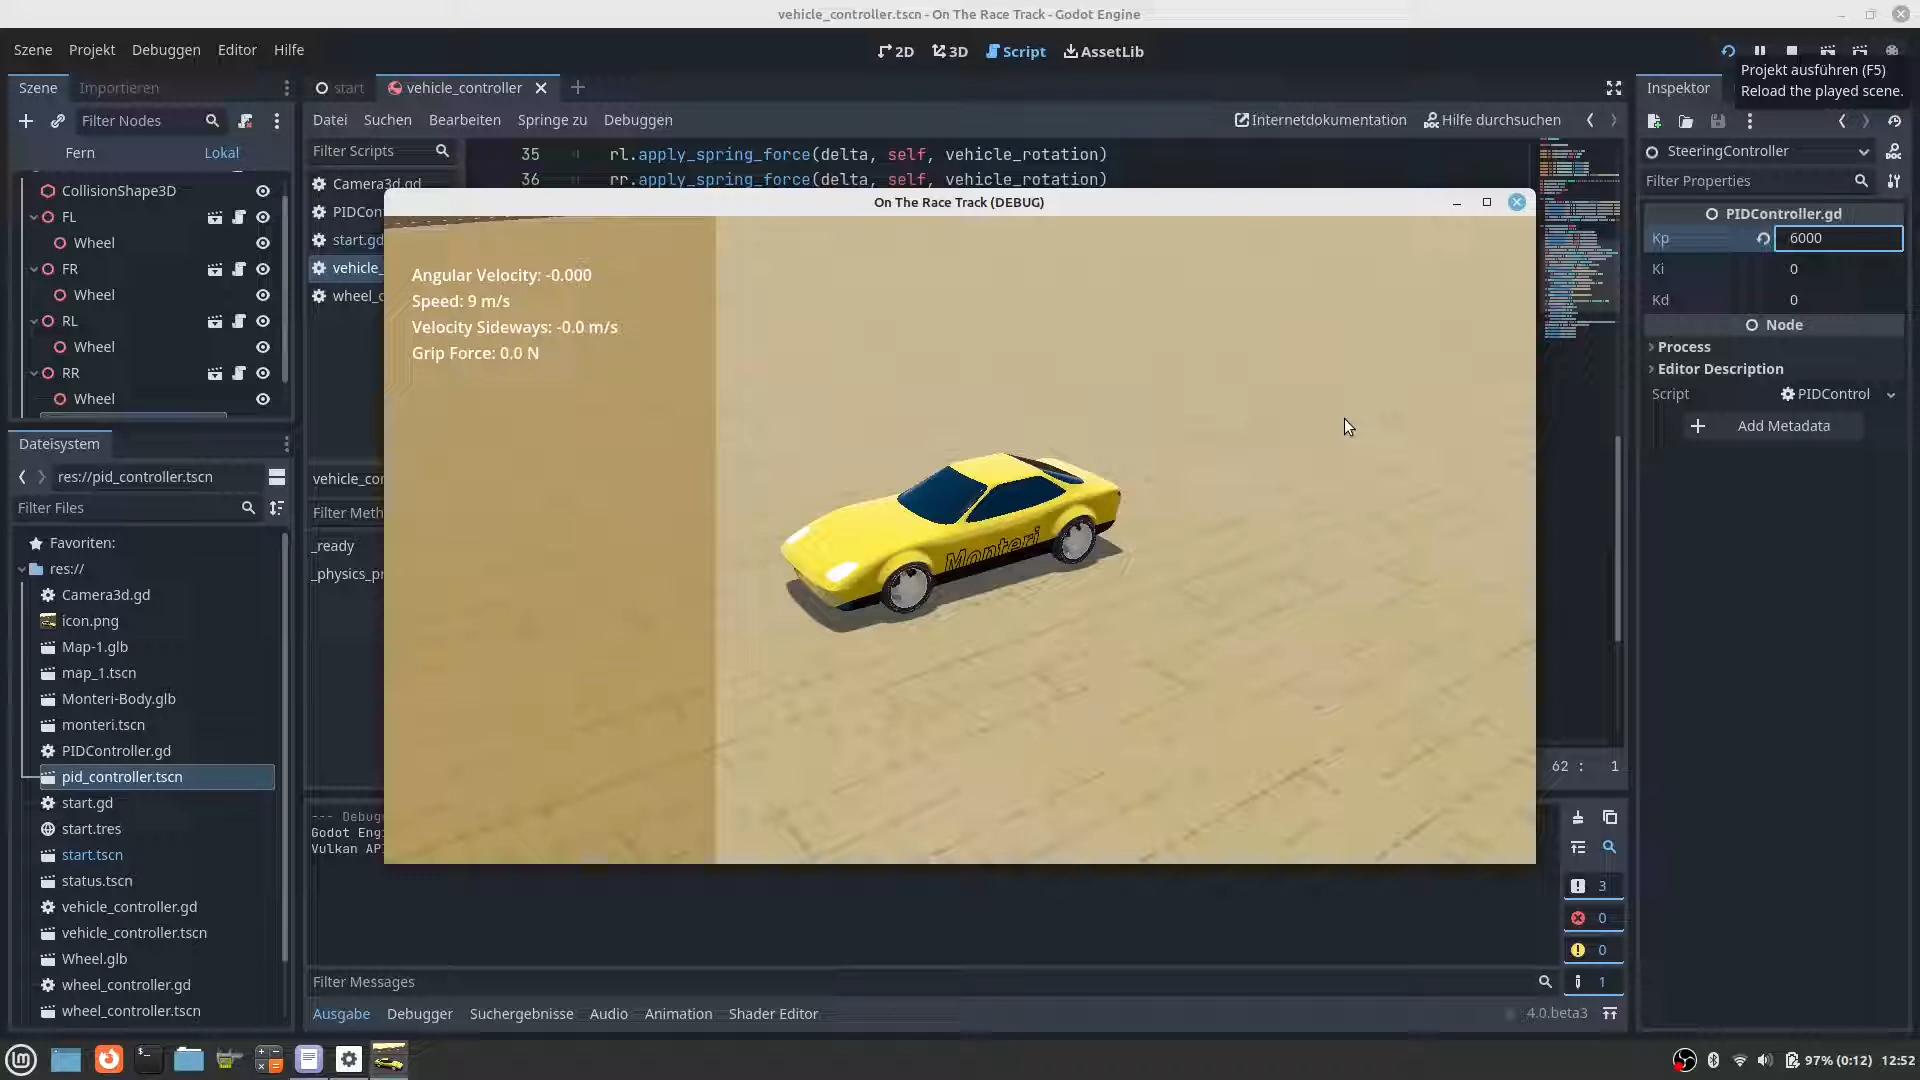 vehicle_controller.tscn - On The Race Track - Godot Engine
Szene Projekt Debuggen Editor Hilfe
2D 3D Script AssetLib
Projekt ausführen (F5)
Reload the played scene.
Szene Importieren
start vehicle_controller
Inspektor
Filter Nodes
Datei Suchen Bearbeiten Springe zu Debuggen
Internetdokumentation Hilfe durchsuchen
Fern Lokal
Filter Scripts
35 rl.apply_spring_force(delta, self, vehicle_rotation)
36 rr.apply_spring_force(delta, self, vehicle_rotation)
SteeringController
Filter Properties
CollisionShape3D
FL
Wheel
FR
Wheel
RL
Wheel
RR
Wheel
Camera3d.gd
PIDCon
start.gd
vehicle_
wheel_c
On The Race Track (DEBUG)
Angular Velocity: -0.000
Speed: 9 m/s
Velocity Sideways: -0.0 m/s
Grip Force: 0.0 N
Monteri
PIDController.gd
Kp 6000
Ki 0
Kd 0
Node
Process
Editor Description
Script PIDControl
Add Metadata
Dateisystem
res://pid_controller.tscn
Filter Files
vehicle_co
Filter Meth
_ready
_physics_pr
Favoriten:
res://
Camera3d.gd
icon.png
Map-1.glb
map_1.tscn
Monteri-Body.glb
monteri.tscn
PIDController.gd
pid_controller.tscn
start.gd
start.tres
start.tscn
status.tscn
vehicle_controller.gd
vehicle_controller.tscn
Wheel.glb
wheel_controller.gd
wheel_controller.tscn
62 : 1
--- Debug
Godot Engi
Vulkan AP
3
0
0
1
Filter Messages
Ausgabe Debugger Suchergebnisse Audio Animation Shader Editor
4.0.beta3
97% (0:12) 12:52